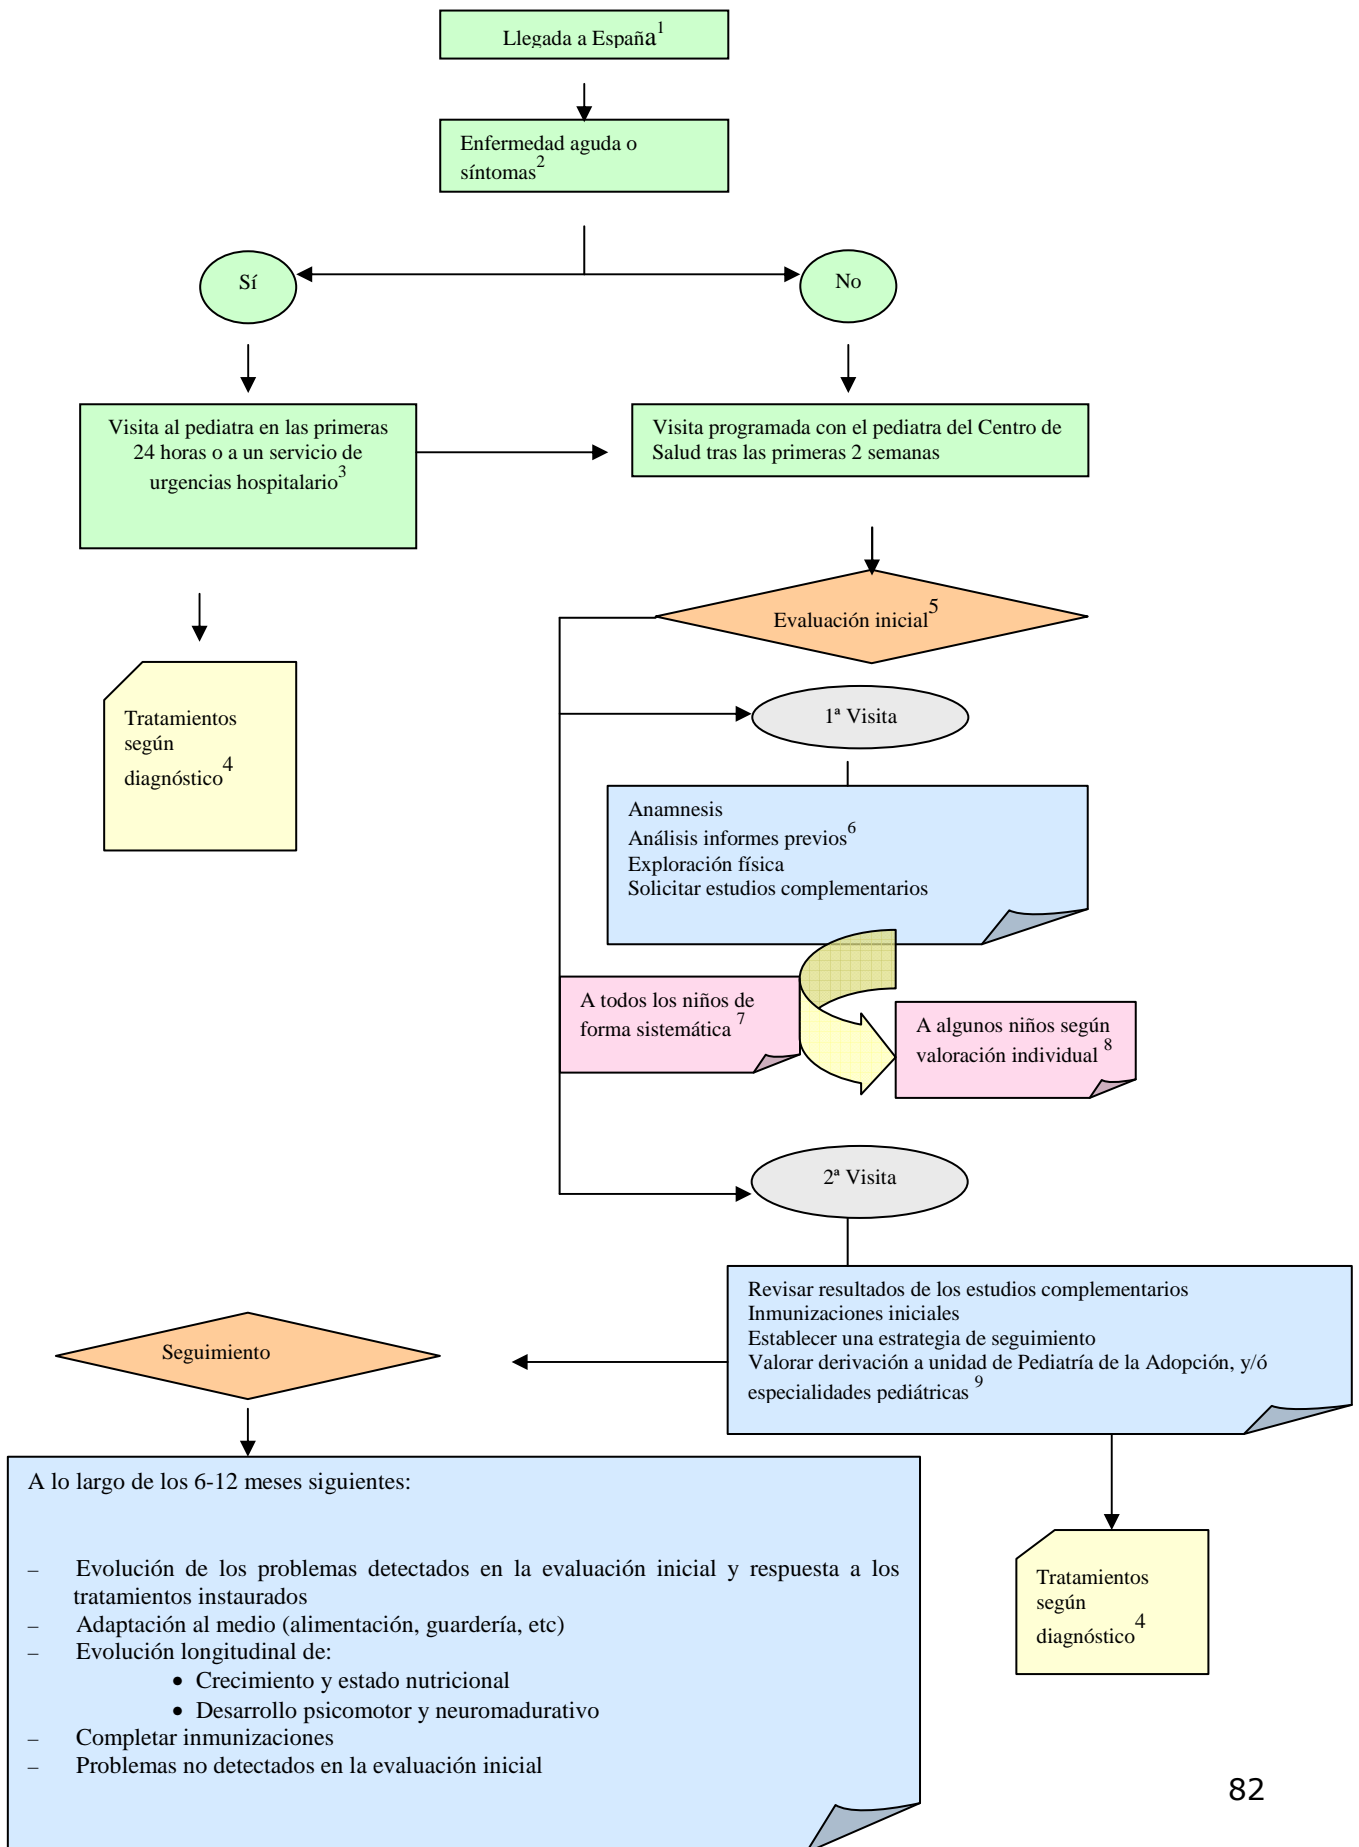 Llegada a España1
Enfermedad aguda o
síntomas2
Sí
No
Visita al pediatra en las primeras
24 horas o a un servicio de
urgencias hospitalario3
Visita programada con el pediatra del Centro de
Salud tras las primeras 2 semanas
Evaluación inicial5
Tratamientos
según
diagnóstico4
1ª Visita
Anamnesis
Análisis informes previos6
Exploración física
Solicitar estudios complementarios
A todos los niños de
forma sistemática 7
A algunos niños según
valoración individual 8
2ª Visita
Revisar resultados de los estudios complementarios
Inmunizaciones iniciales
Establecer una estrategia de seguimiento
Valorar derivación a unidad de Pediatría de la Adopción, y/ó
especialidades pediátricas 9
Seguimiento
A lo largo de los 6-12 meses siguientes:
– Evolución de los problemas detectados en la evaluación inicial y respuesta a los
tratamientos instaurados
– Adaptación al medio (alimentación, guardería, etc)
– Evolución longitudinal de:
• Crecimiento y estado nutricional
• Desarrollo psicomotor y neuromadurativo
– Completar inmunizaciones
– Problemas no detectados en la evaluación inicial
Tratamientos
según
diagnóstico4
82